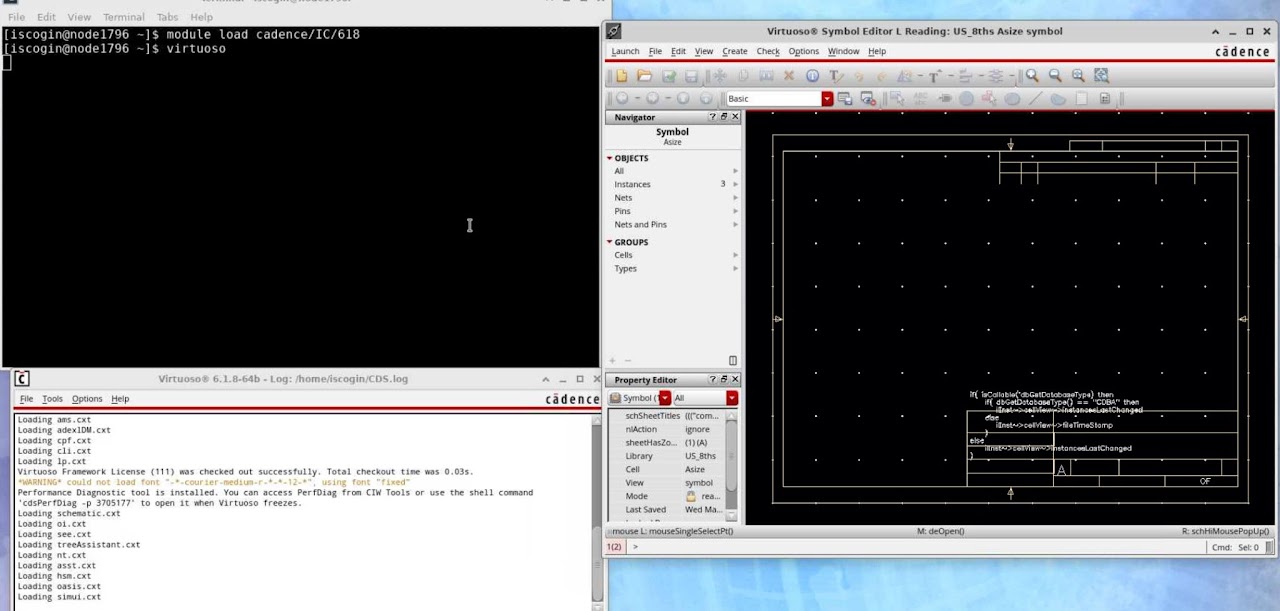 File Edit View Terminal Tabs Help
[iscogin@node1796 ~]$ module load cadence/IC/618
[iscogin@node1796 ~]$ virtuoso
Virtuoso® 6.1.8-64b - Log: /home/iscogin/CDS.log
File Tools Options Help
cādence
Loading ams.cxt
Loading adexlDM.cxt
Loading cpf.cxt
Loading cli.cxt
Loading lp.cxt
Virtuoso Framework License (111) was checked out successfully. Total checkout time was 0.03s.
*WARNING* could not load font "-*-courier-medium-r-*-*-12-*", using font "fixed"
Performance Diagnostic tool is installed. You can access PerfDiag from CIW Tools or use the shell command
'cdsPerfDiag -p 3705177' to open it when Virtuoso freezes.
Loading schematic.cxt
Loading oi.cxt
Loading see.cxt
Loading treeAssistant.cxt
Loading nt.cxt
Loading asst.cxt
Loading hsm.cxt
Loading oasis.cxt
Loading simui.cxt
Virtuoso® Symbol Editor L Reading: US_8ths Asize symbol
Launch File Edit View Create Check Options Window Help
cādence
Basic
Navigator
Symbol
Asize
OBJECTS
All
Instances 3
Nets
Pins
Nets and Pins
GROUPS
Cells
Types
Property Editor
Symbol (1 All
schSheetTitles ((("com...
nlAction ignore
sheetHasZo... (1) (A)
Library US_8ths
Cell Asize
View symbol
Mode rea...
Last Saved Wed Ma...
if( isCallable('dbGetDatabaseType) then
if( dbGetDatabaseType() == "CDBA" then
iInst~>cellView~>instancesLastChanged
else
iInst~>cellView~>fileTimeStamp
)
else
iInst~>cellView~>instancesLastChanged
)
A
OF
mouse L: mouseSingleSelectPt() M: deOpen() R: schHiMousePopUp()
1(2) > Cmd: Sel: 0